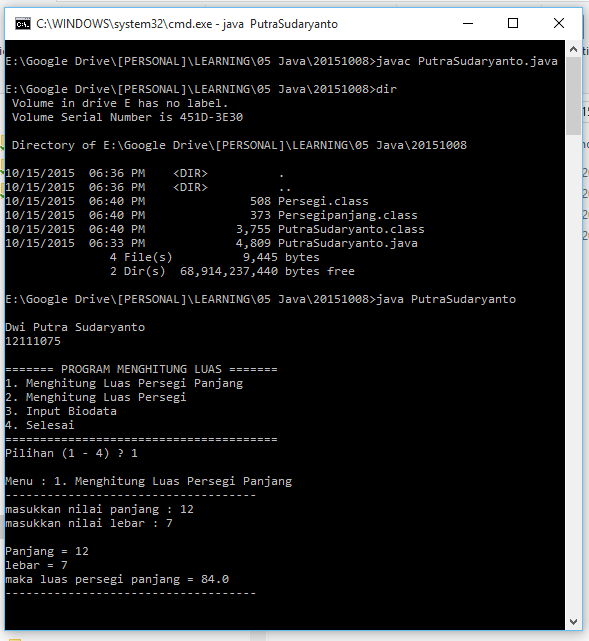 C:\WINDOWS\system32\cmd.exe - java  PutraSudaryanto
E:\Google Drive\[PERSONAL]\LEARNING\05 Java\20151008>javac PutraSudaryanto.java
E:\Google Drive\[PERSONAL]\LEARNING\05 Java\20151008>dir
 Volume in drive E has no label.
 Volume Serial Number is 451D-3E30
 Directory of E:\Google Drive\[PERSONAL]\LEARNING\05 Java\20151008
10/15/2015  06:36 PM    <DIR>          .
10/15/2015  06:36 PM    <DIR>          ..
10/15/2015  06:40 PM               508 Persegi.class
10/15/2015  06:40 PM               373 Persegipanjang.class
10/15/2015  06:40 PM             3,755 PutraSudaryanto.class
10/15/2015  06:33 PM             4,809 PutraSudaryanto.java
               4 File(s)          9,445 bytes
               2 Dir(s)  68,914,237,440 bytes free
E:\Google Drive\[PERSONAL]\LEARNING\05 Java\20151008>java PutraSudaryanto
Dwi Putra Sudaryanto
12111075
======= PROGRAM MENGHITUNG LUAS =======
1. Menghitung Luas Persegi Panjang
2. Menghitung Luas Persegi
3. Input Biodata
4. Selesai
=======================================
Pilihan (1 - 4) ? 1
Menu : 1. Menghitung Luas Persegi Panjang
------------------------------------
masukkan nilai panjang : 12
masukkan nilai lebar : 7
Panjang = 12
lebar = 7
maka luas persegi panjang = 84.0
------------------------------------